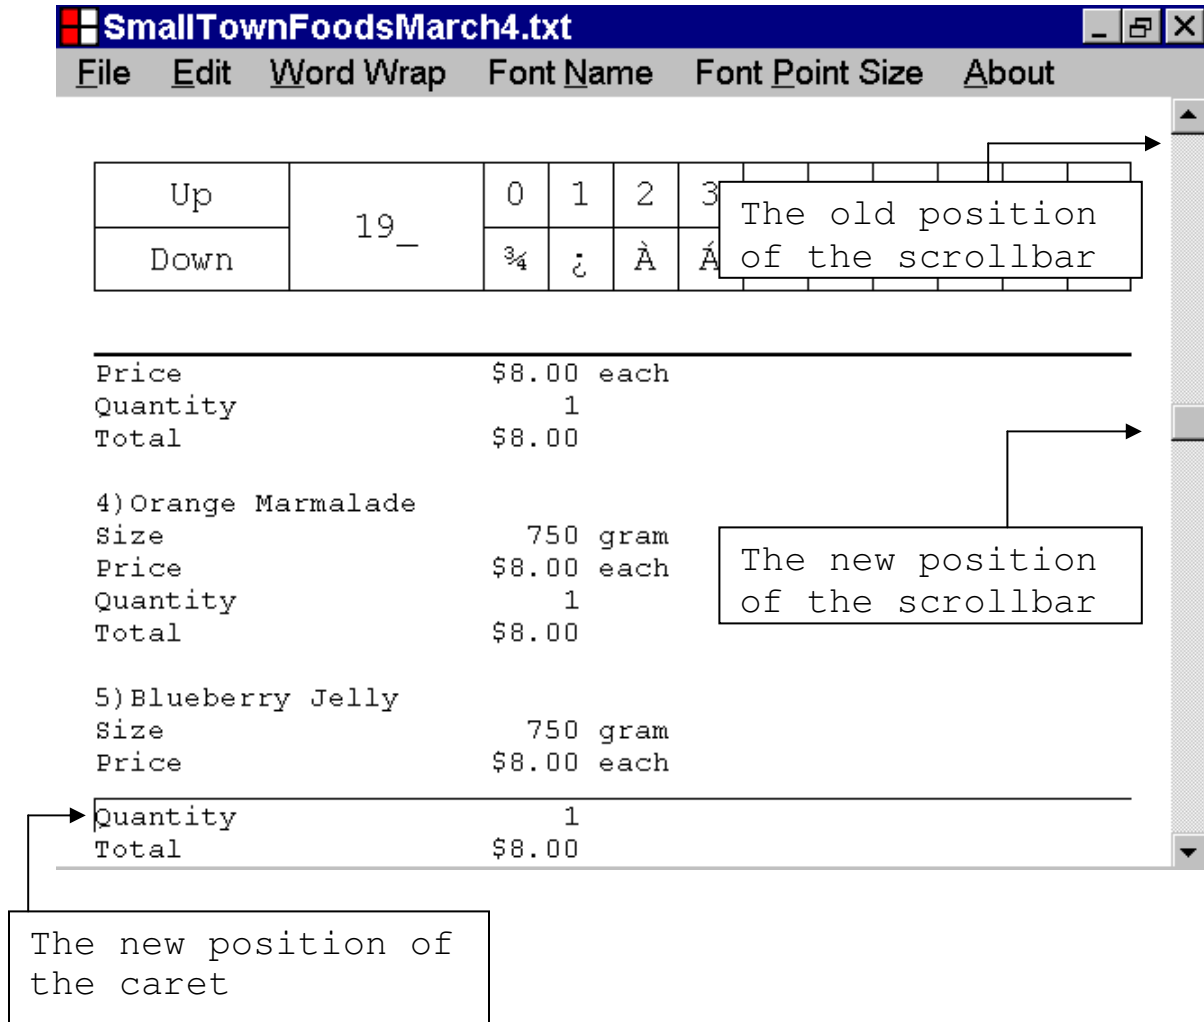 SmallTownFoodsMarch4.txt
File Edit Word Wrap Font Name Font Point Size About
Up 19_ 0 1 2 3
Down ¾ ¿ À Á
The old position
of the scrollbar
Price $8.00 each
Quantity 1
Total $8.00
4)Orange Marmalade
Size 750 gram
Price $8.00 each
Quantity 1
Total $8.00
The new position
of the scrollbar
5)Blueberry Jelly
Size 750 gram
Price $8.00 each
Quantity 1
Total $8.00
The new position of
the caret